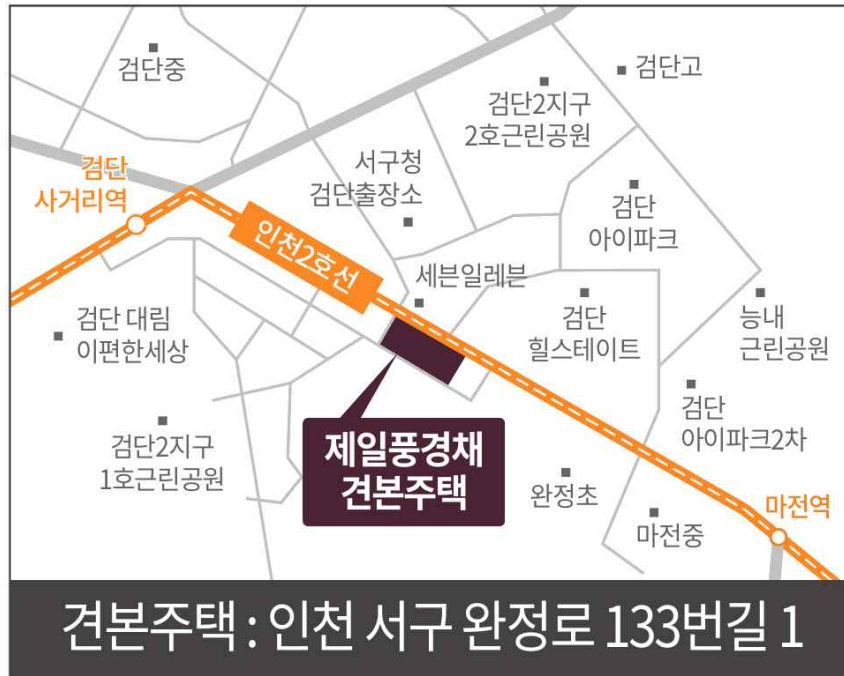 검단중
검단고
검단2지구
2호근린공원
검단
사거리역
서구청
검단출장소
검단
아이파크
인천2호선
세븐일레븐
검단 대림
이편한세상
검단
힐스테이트
능내
근린공원
검단
아이파크2차
검단2지구
1호근린공원
제일풍경채
견본주택
완정초
마전역
마전중
견본주택 : 인천 서구 완정로 133번길 1